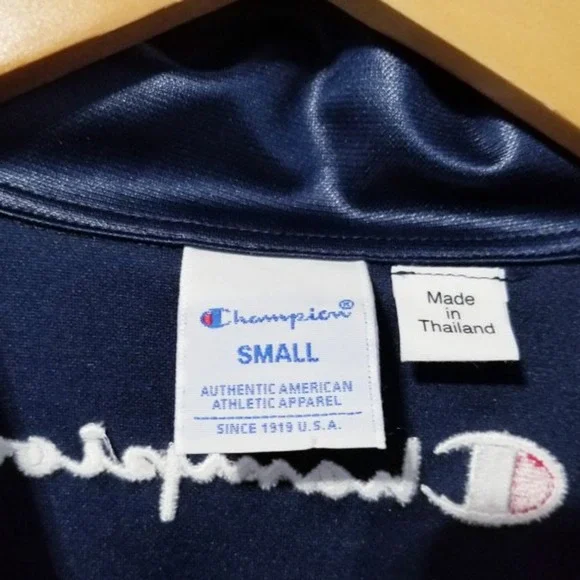 Champion®
SMALL
AUTHENTIC AMERICAN
ATHLETIC APPAREL
SINCE 1919 U.S.A.
Made
in
Thailand